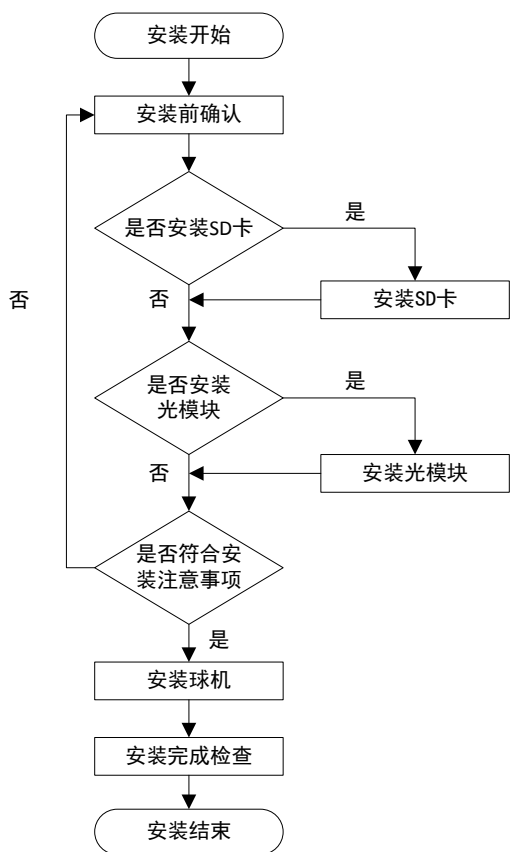 安装开始
安装前确认
是否安装SD卡
是
安装SD卡
否
否
是否安装
光模块
是
安装光模块
否
是否符合安
装注意事项
是
安装球机
安装完成检查
安装结束